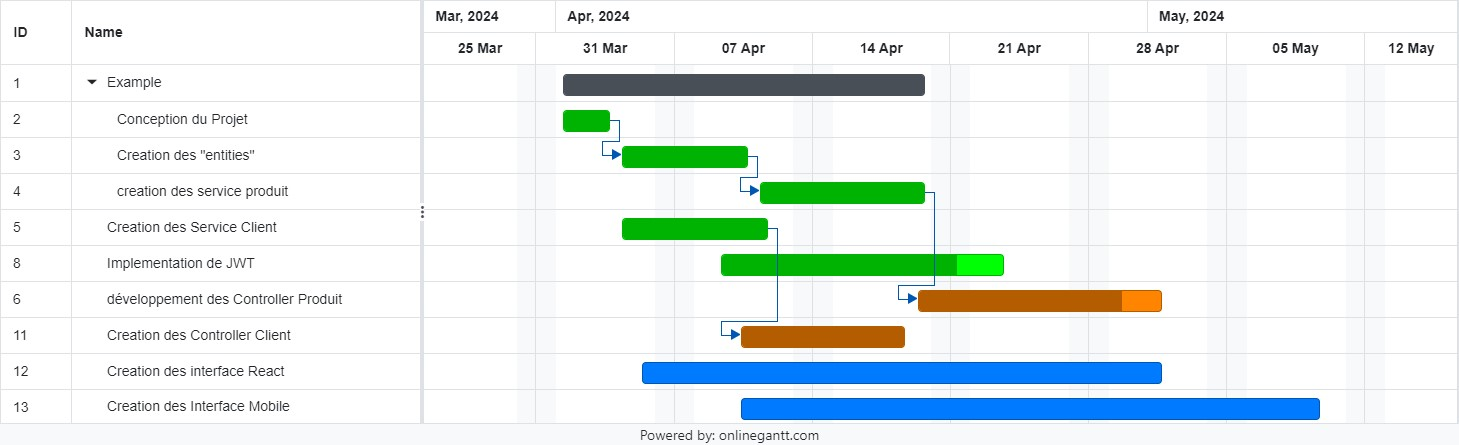 ID Name Mar, 2024 Apr, 2024 May, 2024
25 Mar 31 Mar 07 Apr 14 Apr 21 Apr 28 Apr 05 May 12 May
1 Example
2 Conception du Projet
3 Creation des "entities"
4 creation des service produit
5 Creation des Service Client
8 Implementation de JWT
6 développement des Controller Produit
11 Creation des Controller Client
12 Creation des interface React
13 Creation des Interface Mobile
Powered by: onlinegantt.com